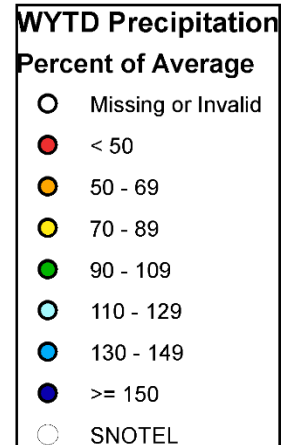 WYTD Precipitation
Percent of Average
Missing or Invalid
< 50
50 - 69
70 - 89
90 - 109
110 - 129
130 - 149
>= 150
SNOTEL